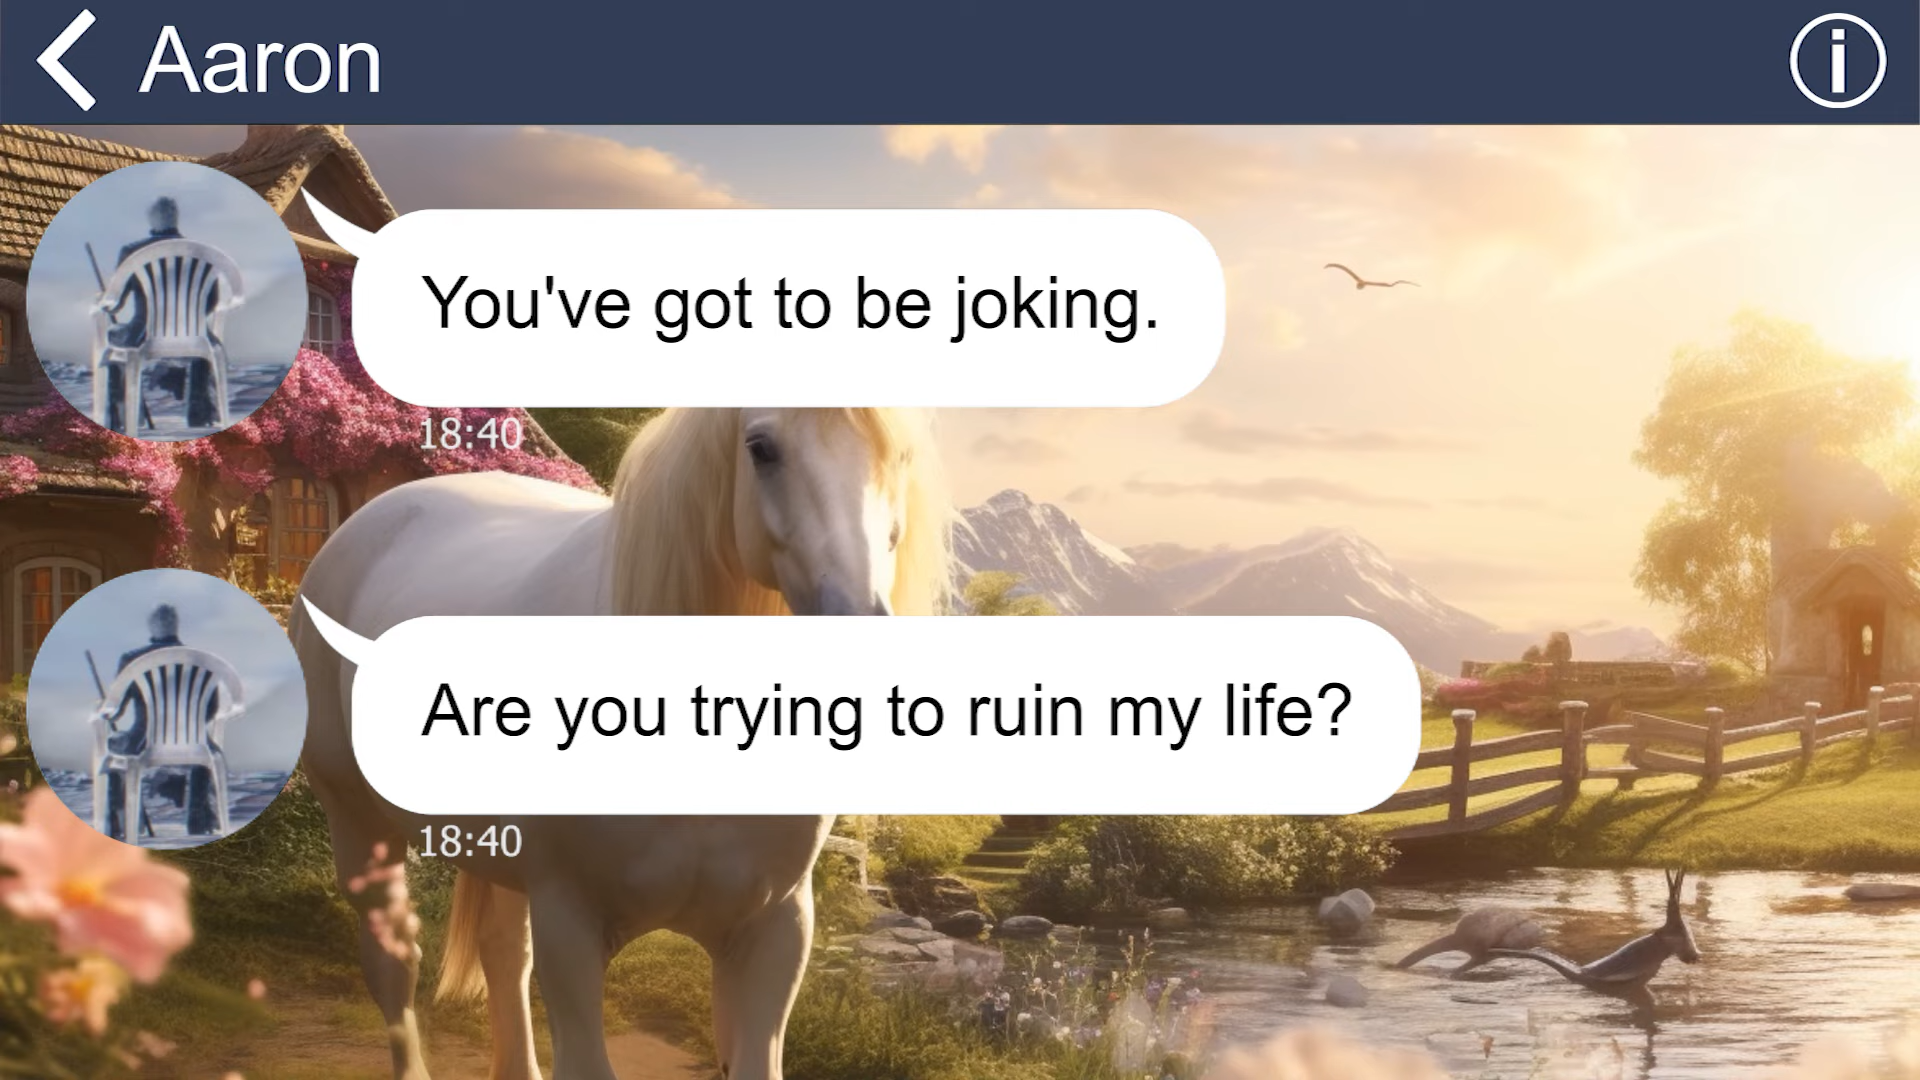 Aaron
You've got to be joking.
18:40
Are you trying to ruin my life?
18:40